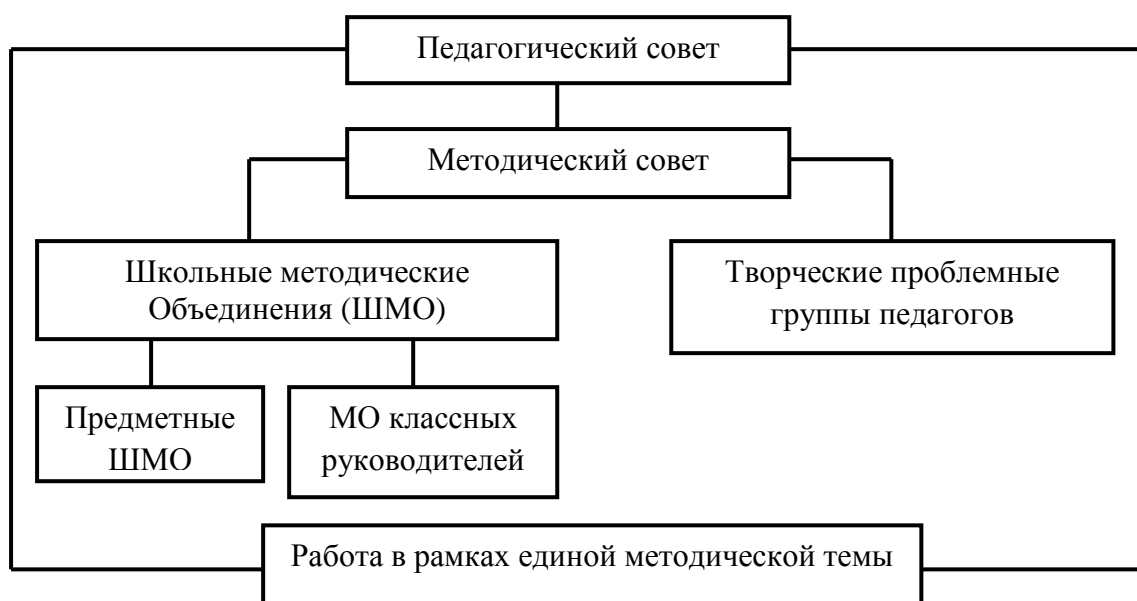 Педагогический совет
Методический совет
Школьные методические
Объединения (ШМО)
Творческие проблемные
группы педагогов
Предметные
ШМО
МО классных
руководителей
Работа в рамках единой методической темы